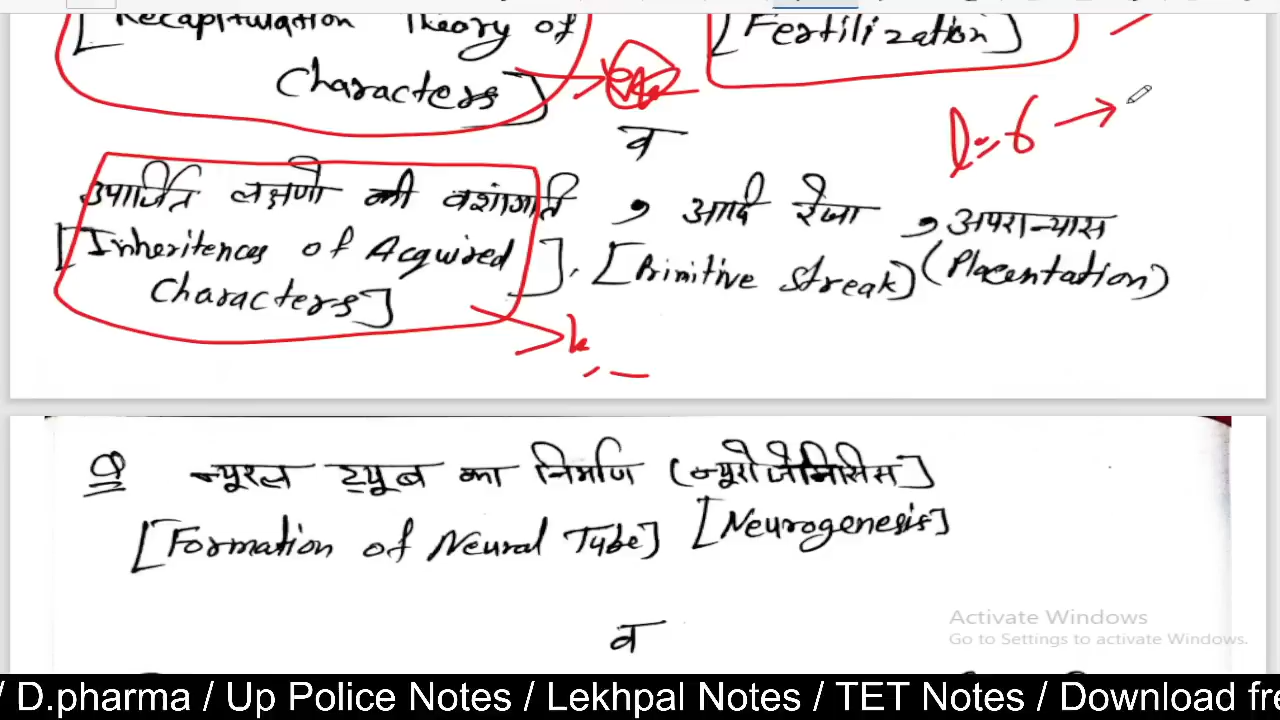 [Recapitulation Theory of
Characters]
[Fertilization]
l=6
व
उपार्जित लक्षणो की वशांगति , आदि रेखा , अपरान्यास
[Inheritences of Acquired
Characters], [Primitive Streak] (Placentation)
Q न्यूरल ट्यूब का निर्माण (न्यूरोजेनिसिस]
[Formation of Neural Tube] [Neurogenesis]
व
Activate Windows
Go to Settings to activate Windows.
/ D.pharma / Up Police Notes / Lekhpal Notes / TET Notes / Download fre